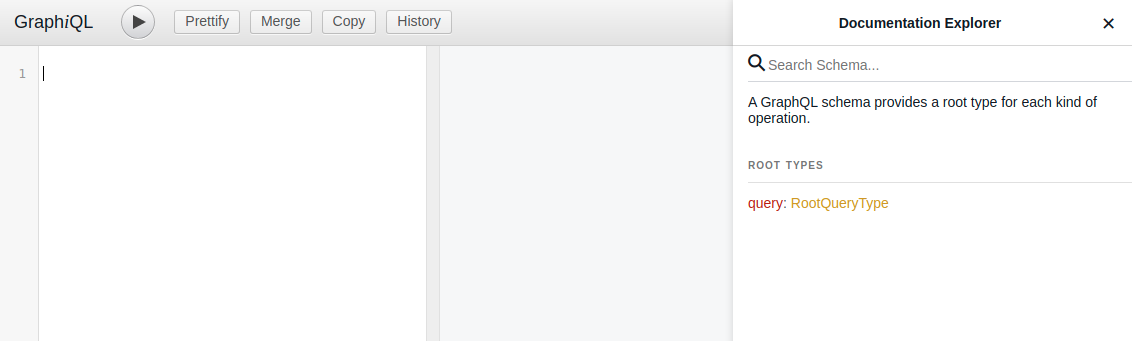 GraphiQL
Prettify
Merge
Copy
History
1
Documentation Explorer ✕
Search Schema...
A GraphQL schema provides a root type for each kind of
operation.
ROOT TYPES
query: RootQueryType